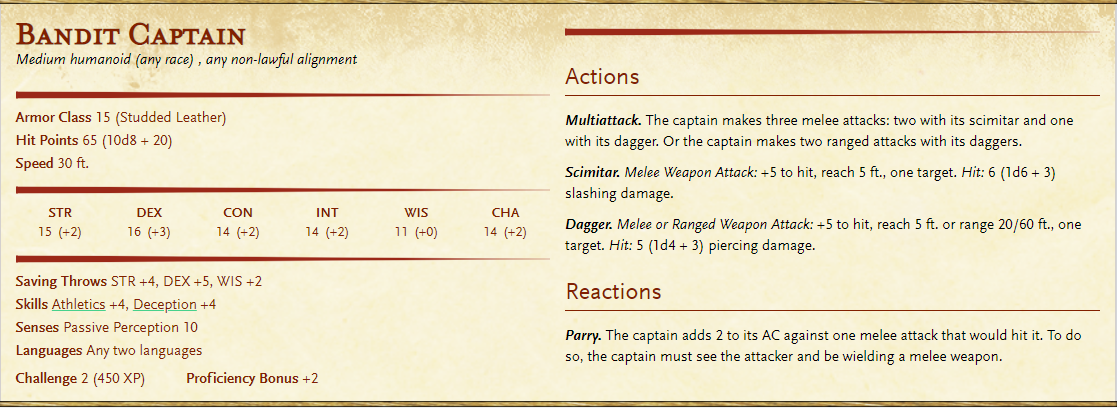 Bandit Captain
Medium humanoid (any race) , any non-lawful alignment
Armor Class 15 (Studded Leather)
Hit Points 65 (10d8 + 20)
Speed 30 ft.
STR DEX CON INT WIS CHA
15 (+2) 16 (+3) 14 (+2) 14 (+2) 11 (+0) 14 (+2)
Saving Throws STR +4, DEX +5, WIS +2
Skills Athletics +4, Deception +4
Senses Passive Perception 10
Languages Any two languages
Challenge 2 (450 XP) Proficiency Bonus +2
Actions
Multiattack. The captain makes three melee attacks: two with its scimitar and one
with its dagger. Or the captain makes two ranged attacks with its daggers.
Scimitar. Melee Weapon Attack: +5 to hit, reach 5 ft., one target. Hit: 6 (1d6 + 3)
slashing damage.
Dagger. Melee or Ranged Weapon Attack: +5 to hit, reach 5 ft. or range 20/60 ft., one
target. Hit: 5 (1d4 + 3) piercing damage.
Reactions
Parry. The captain adds 2 to its AC against one melee attack that would hit it. To do
so, the captain must see the attacker and be wielding a melee weapon.